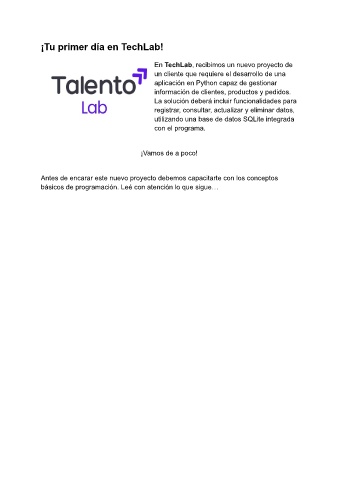 ¡Tu primer día en TechLab!
Talento
Lab
En TechLab, recibimos un nuevo proyecto de
un cliente que requiere el desarrollo de una
aplicación en Python capaz de gestionar
información de clientes, productos y pedidos.
La solución deberá incluir funcionalidades para
registrar, consultar, actualizar y eliminar datos,
utilizando una base de datos SQLite integrada
con el programa.
¡Vamos de a poco!
Antes de encarar este nuevo proyecto debemos capacitarte con los conceptos
básicos de programación. Leé con atención lo que sigue…